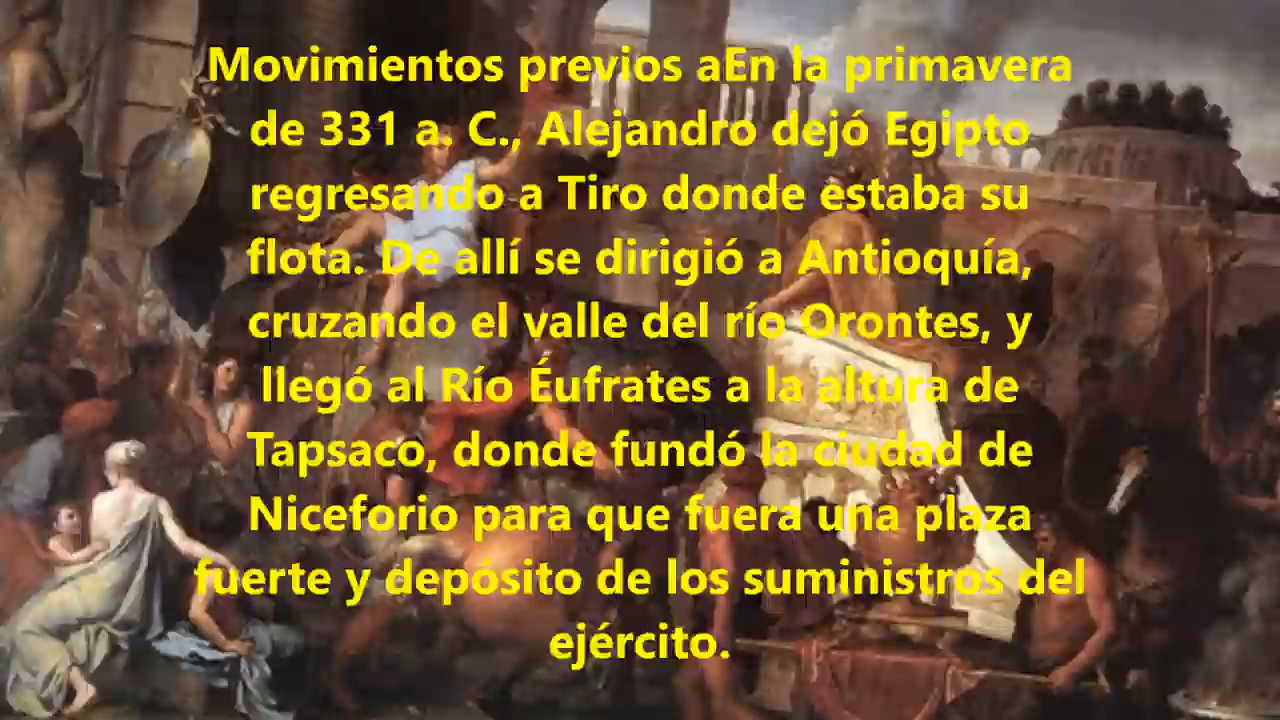 Movimientos previos aEn la primavera
de 331 a. C., Alejandro dejó Egipto
regresando a Tiro donde estaba su
flota. De allí se dirigió a Antioquía,
cruzando el valle del río Orontes, y
llegó al Río Éufrates a la altura de
Tapsaco, donde fundó la ciudad de
Niceforio para que fuera una plaza
fuerte y depósito de los suministros del
ejército.